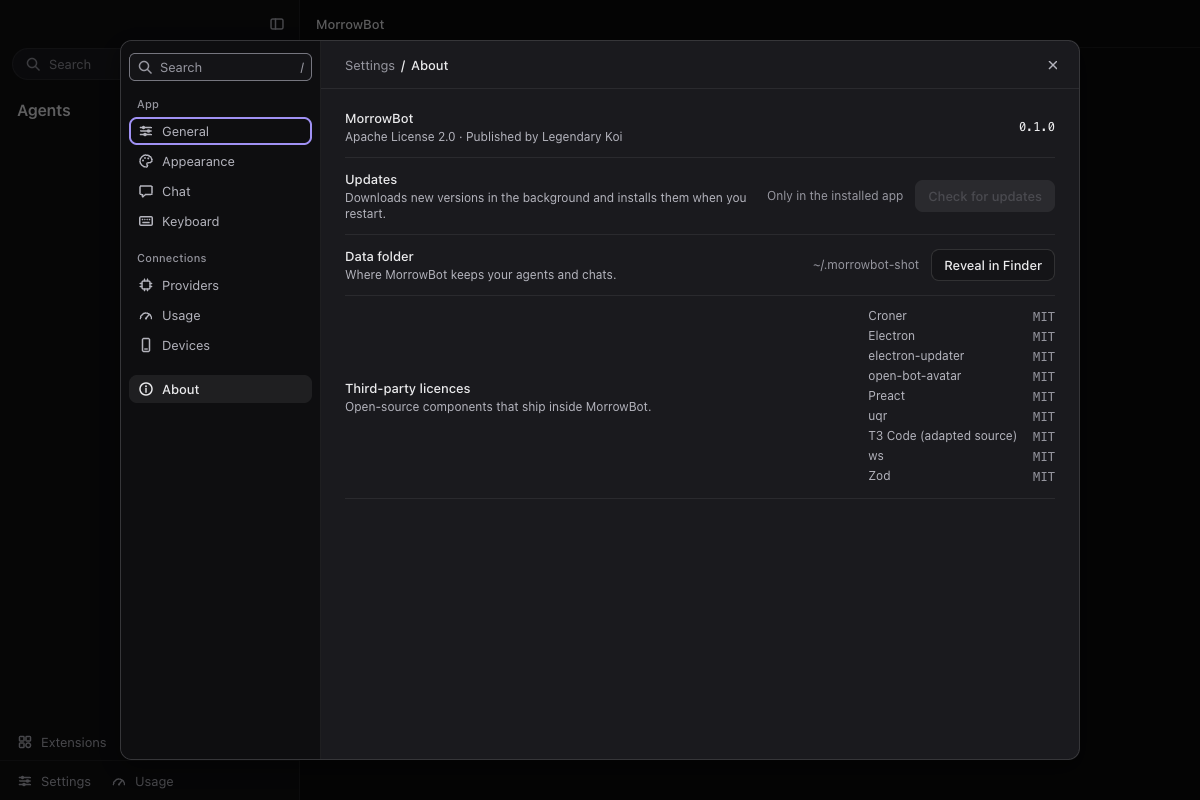 MorrowBot
Search
Agents
Extensions
Settings
Usage
Search /
App
General
Appearance
Chat
Keyboard
Connections
Providers
Usage
Devices
About
Settings / About
MorrowBot
Apache License 2.0 · Published by Legendary Koi
0.1.0
Updates
Downloads new versions in the background and installs them when you
restart.
Only in the installed app
Check for updates
Data folder
Where MorrowBot keeps your agents and chats.
~/.morrowbot-shot
Reveal in Finder
Third-party licences
Open-source components that ship inside MorrowBot.
Croner MIT
Electron MIT
electron-updater MIT
open-bot-avatar MIT
Preact MIT
uqr MIT
T3 Code (adapted source) MIT
ws MIT
Zod MIT